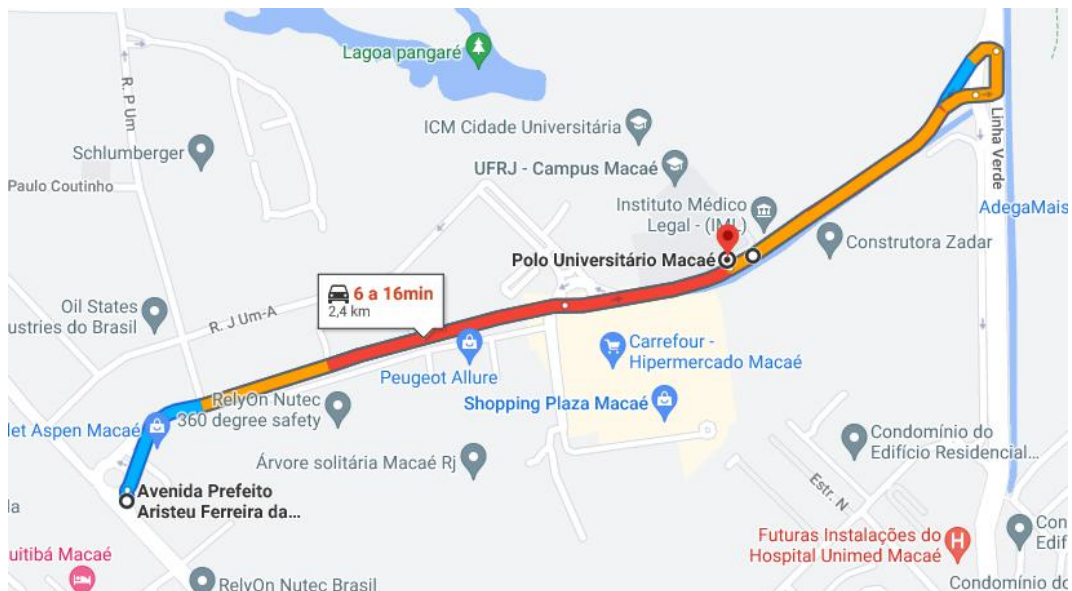 Lagoa pangaré
R. P Um
ICM Cidade Universitária
Schlumberger
UFRJ - Campus Macaé
Linha Verde
Paulo Coutinho
Instituto Médico
Legal - (IML)
AdegaMais
Construtora Zadar
Polo Universitário Macaé
6 a 16min
2,4 km
Oil States
ustries do Brasil
R. J Um-A
Carrefour -
Hipermercado Macaé
Peugeot Allure
RelyOn Nutec
360 degree safety
Shopping Plaza Macaé
let Aspen Macaé
Condomínio do
Edifício Residencial...
Árvore solitária Macaé Rj
Estr. N
Avenida Prefeito
Aristeu Ferreira da...
la
Con
Edif
Futuras Instalações do
Hospital Unimed Macaé
H
uitibá Macaé
RelyOn Nutec Brasil
Condomínio do